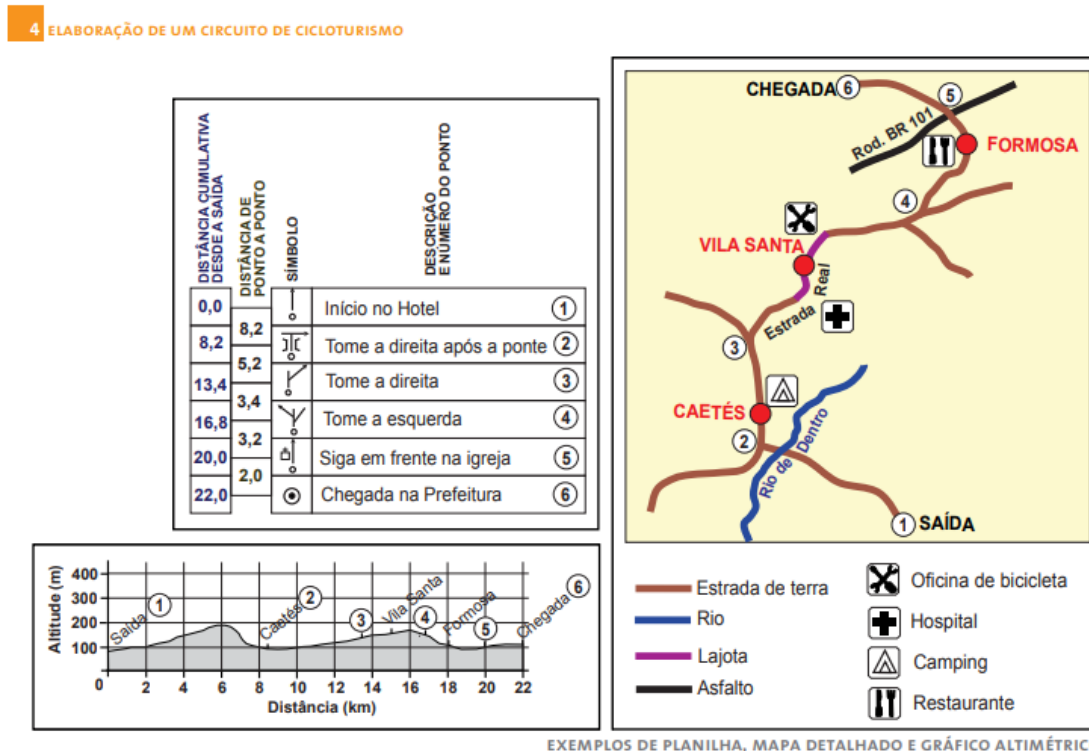 4 ELABORAÇÃO DE UM CIRCUITO DE CICLOTURISMO
DISTÂNCIA CUMULATIVA
DESDE A SAÍDA
DISTÂNCIA DE
PONTO A PONTO
SÍMBOLO
DESCRIÇÃO
E NÚMERO DO PONTO
0,0 Início no Hotel 1
8,2
8,2 Tome a direita após a ponte 2
5,2
13,4 Tome a direita 3
3,4
16,8 Tome a esquerda 4
3,2
20,0 Siga em frente na igreja 5
2,0
22,0 Chegada na Prefeitura 6
Altitude (m)
400
300
200
100
Saída 1
Caetés 2
3
Vila Santa
4
Formosa
5
Chegada 6
0 2 4 6 8 10 12 14 16 18 20 22
Distância (km)
CHEGADA 6
5
Rod. BR 101
FORMOSA
4
VILA SANTA
Estrada Real
3
CAETÉS
2
Rio de Dentro
1 SAÍDA
Estrada de terra
Rio
Lajota
Asfalto
Oficina de bicicleta
Hospital
Camping
Restaurante
EXEMPLOS DE PLANILHA, MAPA DETALHADO E GRÁFICO ALTIMÉTRIC